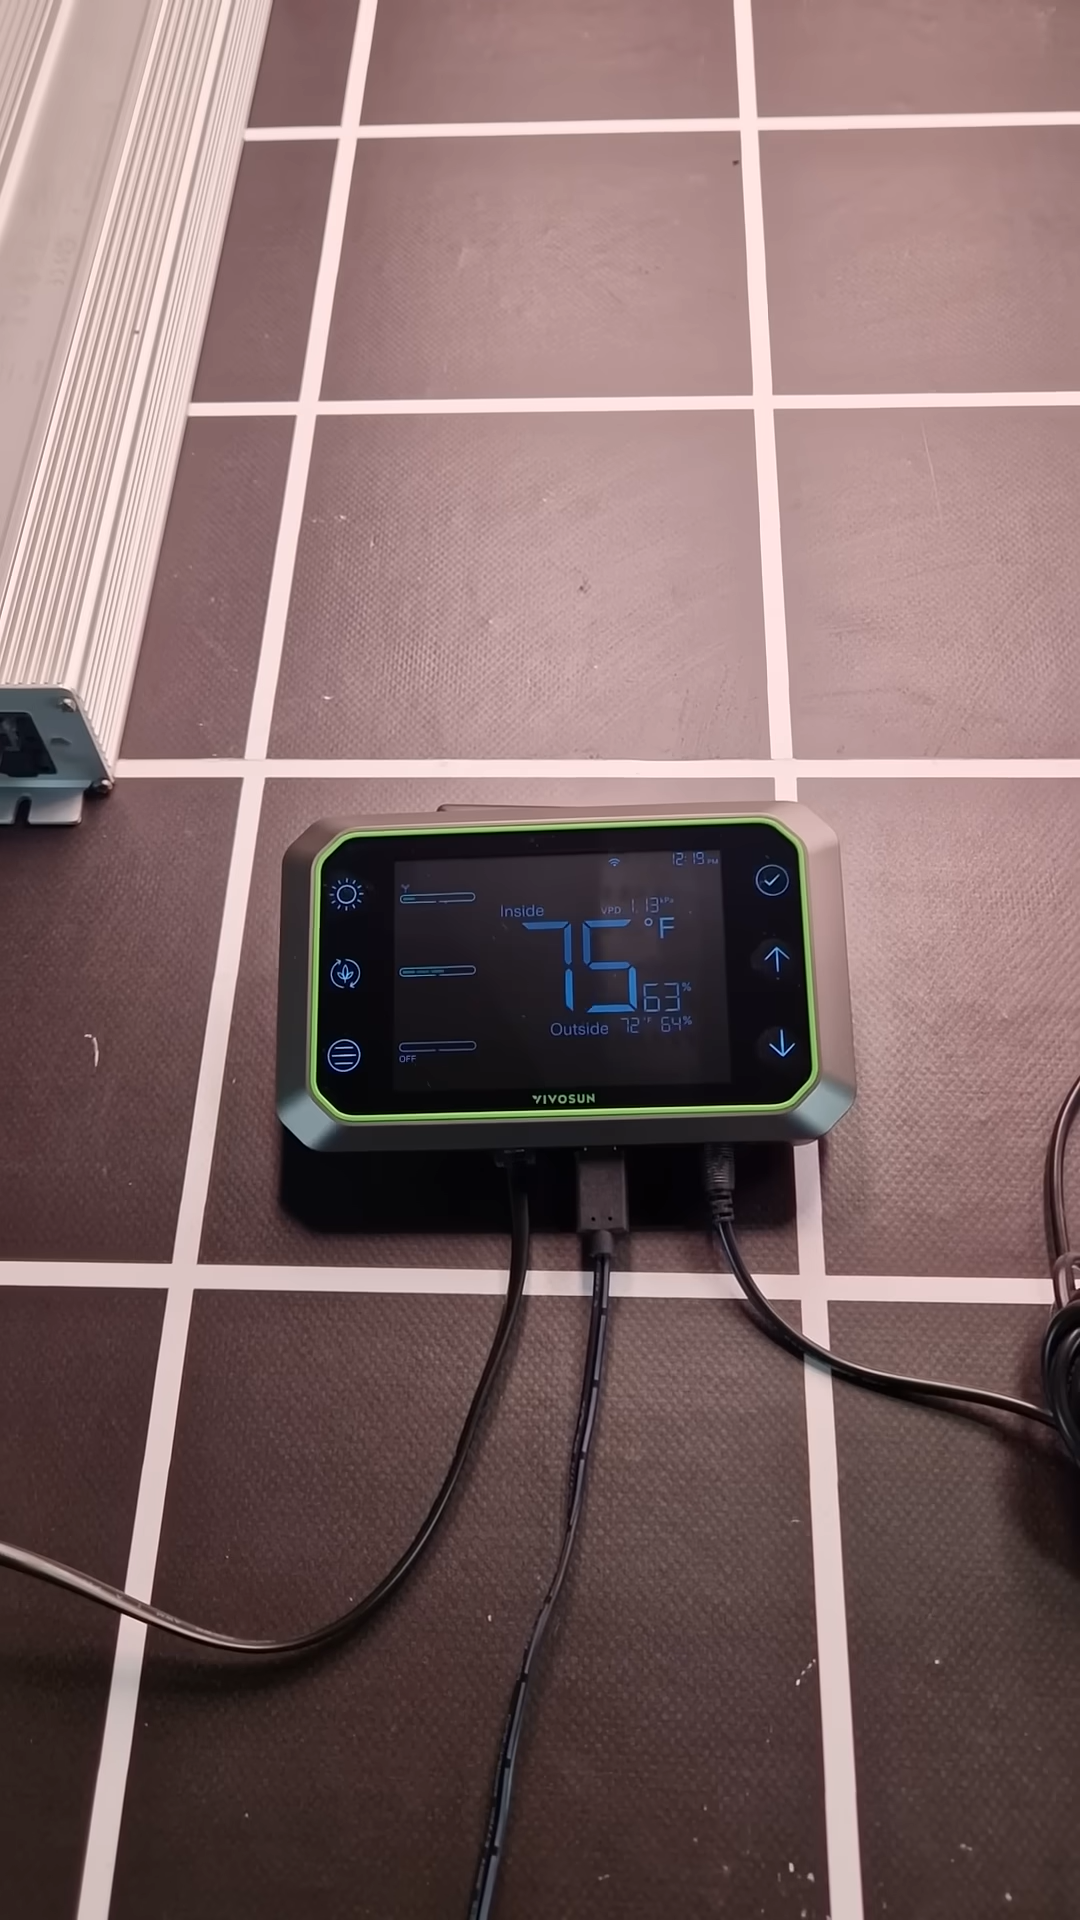 12:19 PM
Inside VPD 1.13 kPa
75 °F
63%
Outside 72 °F 64%
OFF
VIVOSUN